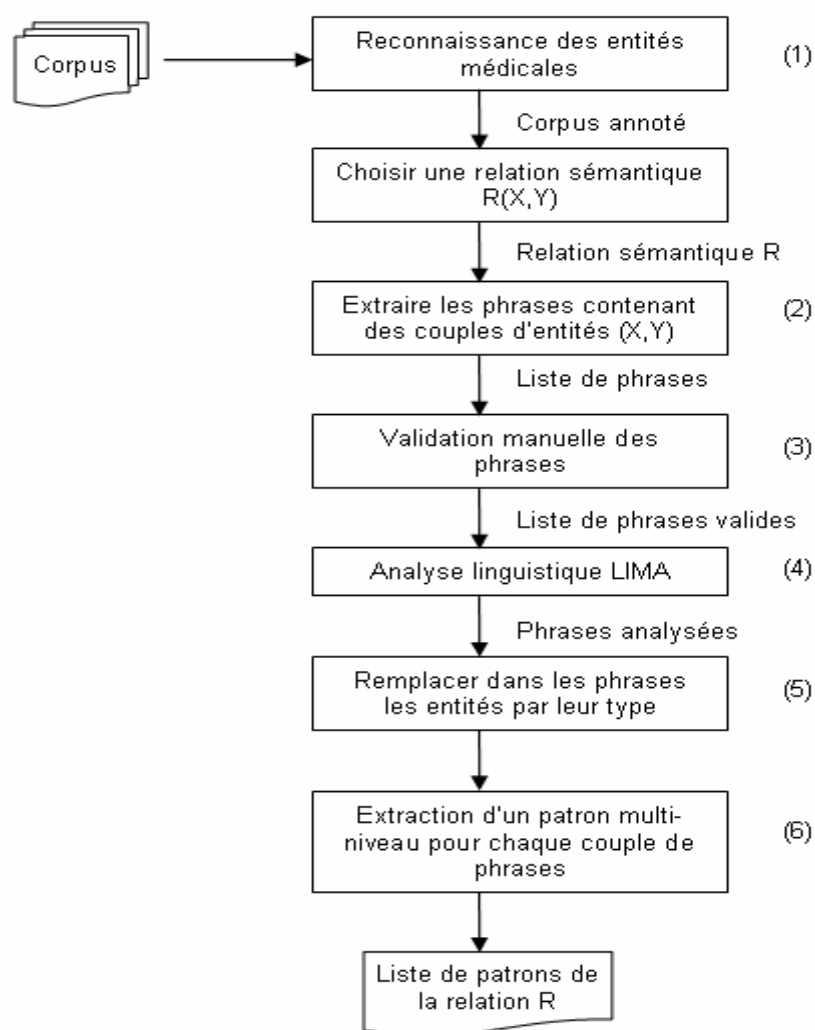 Corpus
Reconnaissance des entités
médicales
(1)
Corpus annoté
Choisir une relation sémantique
R(X,Y)
Relation sémantique R
Extraire les phrases contenant
des couples d'entités (X,Y)
(2)
Liste de phrases
Validation manuelle des
phrases
(3)
Liste de phrases valides
Analyse linguistique LIMA
(4)
Phrases analysées
Remplacer dans les phrases
les entités par leur type
(5)
Extraction d'un patron multi-
niveau pour chaque couple de
phrases
(6)
Liste de patrons de
la relation R